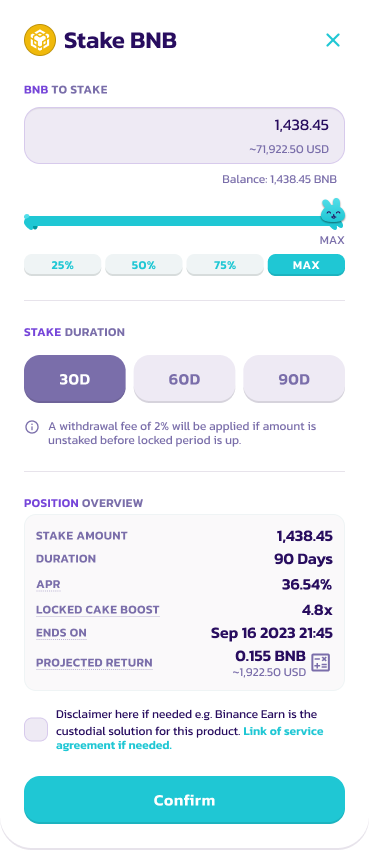 Stake BNB
BNB TO STAKE
1,438.45
~71,922.50 USD
Balance: 1,438.45 BNB
MAX
25% 50% 75% MAX
STAKE DURATION
30D 60D 90D
A withdrawal fee of 2% will be applied if amount is
unstaked before locked period is up.
POSITION OVERVIEW
STAKE AMOUNT 1,438.45
DURATION 90 Days
APR 36.54%
LOCKED CAKE BOOST 4.8x
ENDS ON Sep 16 2023 21:45
PROJECTED RETURN 0.155 BNB
~1,922.50 USD
Disclaimer here if needed e.g. Binance Earn is the
custodial solution for this product. Link of service
agreement if needed.
Confirm